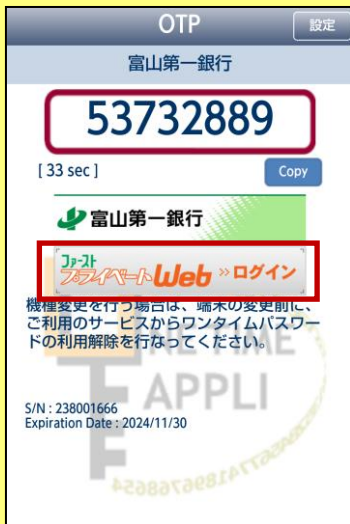 OTP
設定
富山第一銀行
53732889
[ 33 sec ]
Copy
富山第一銀行
ファースト
プライベートWeb »ログイン
機種変更を行う場合は、端末の変更前に、
ご利用のサービスからワンタイムパスワー
ドの利用解除を行なってください。
ONE-TIME
APPLI
S/N : 238001666
Expiration Date : 2024/11/30